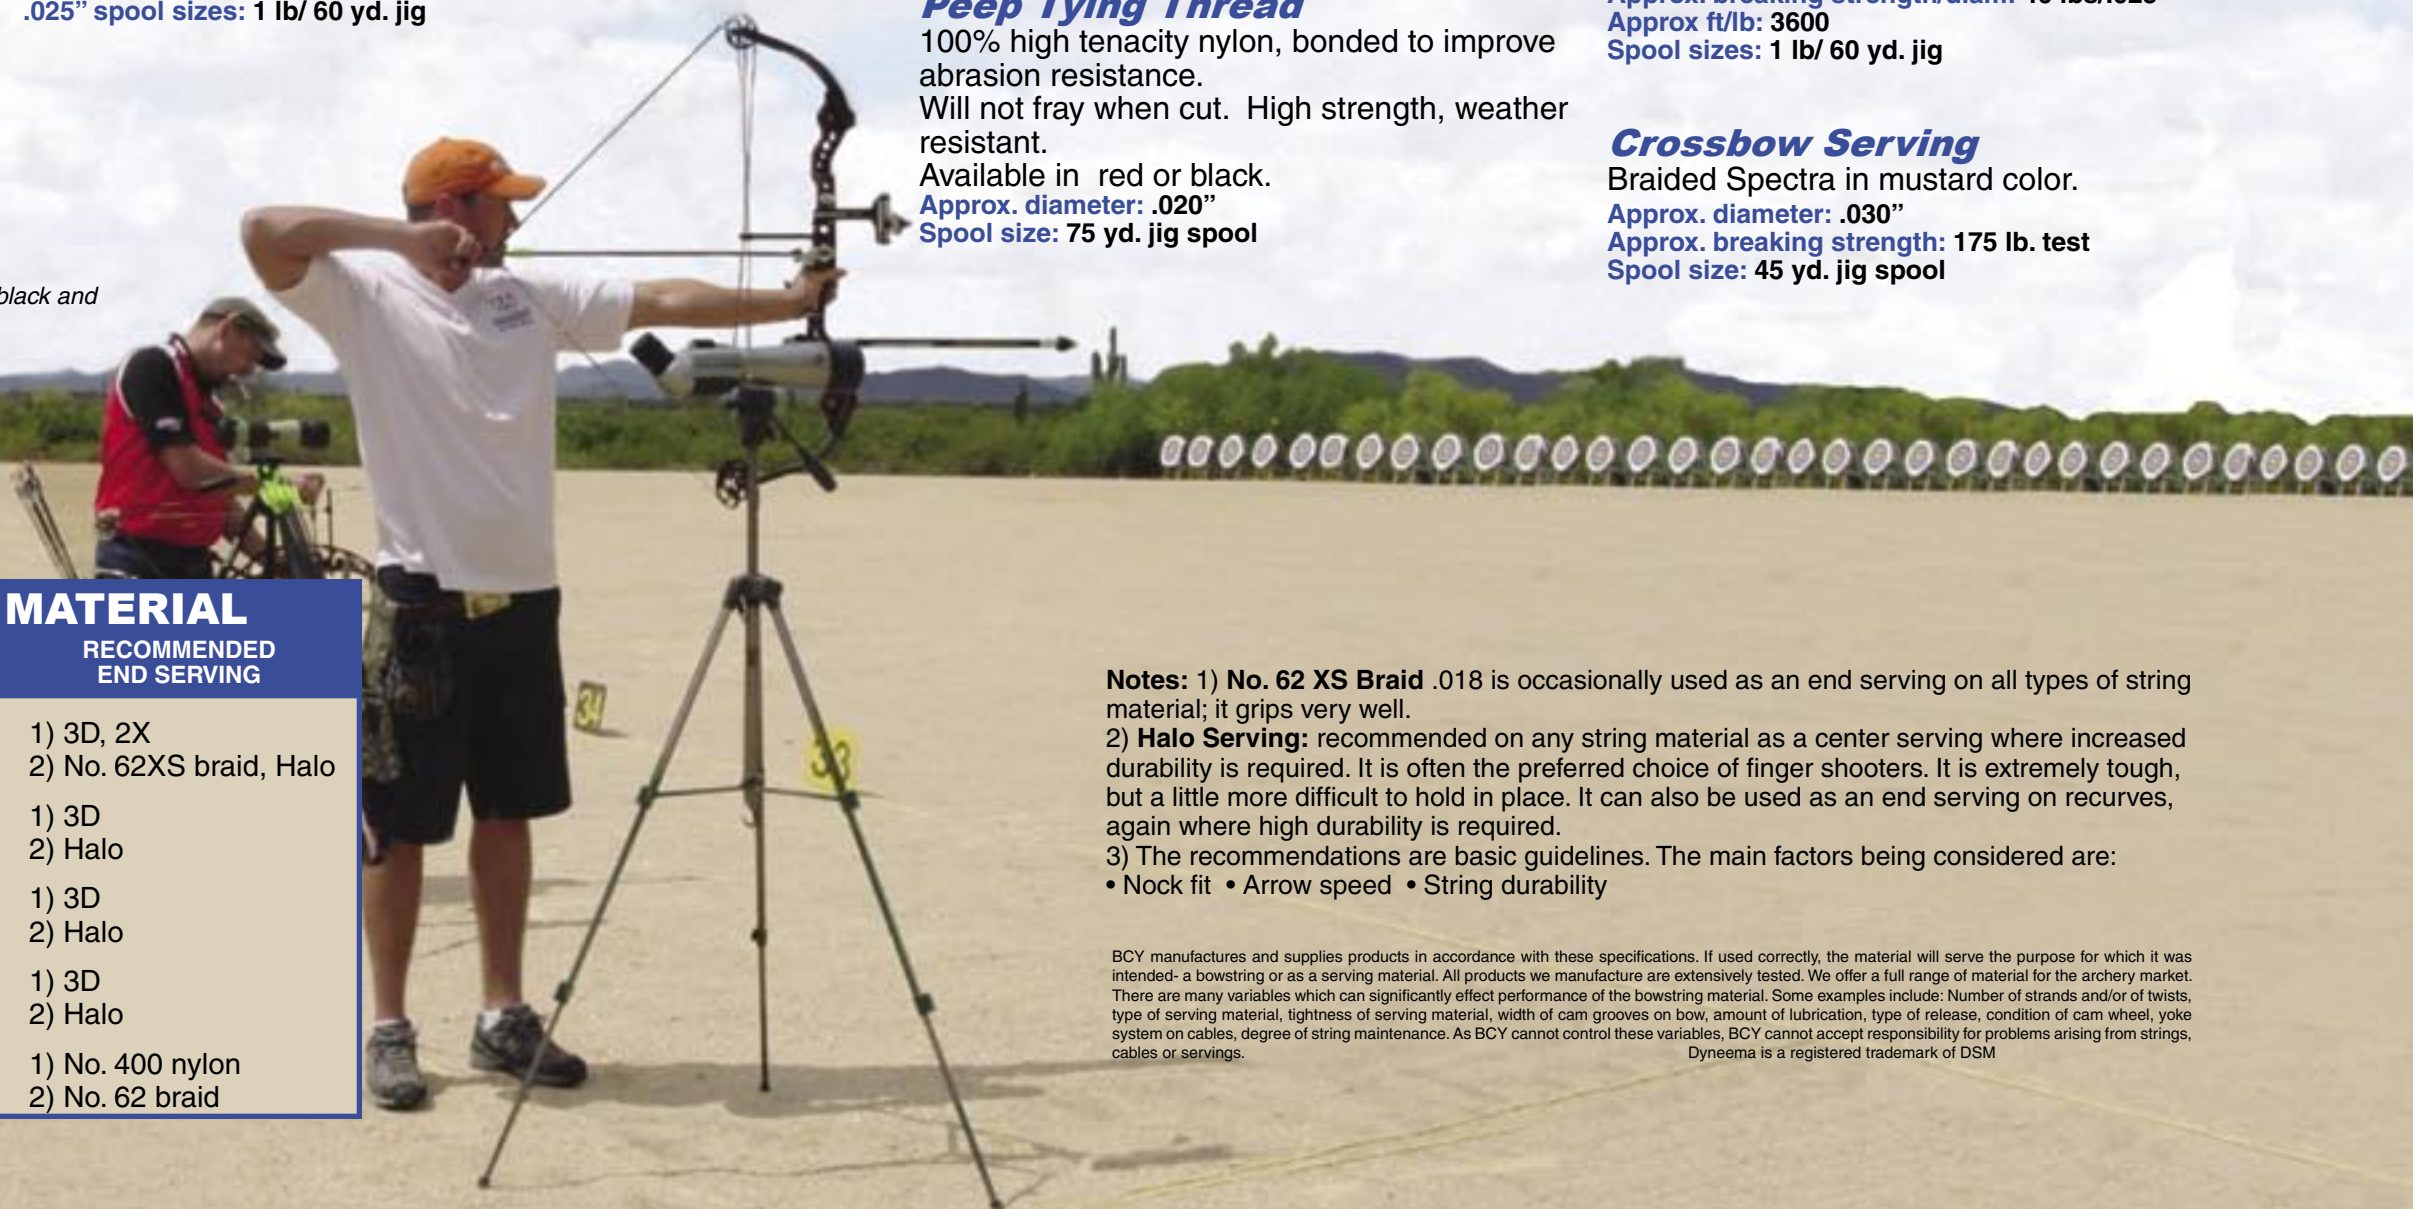 .025” spool sizes: 1 lb/ 60 yd. jig
black and
Peep Tying Thread
100% high tenacity nylon, bonded to improve
abrasion resistance.
Will not fray when cut. High strength, weather
resistant.
Available in red or black.
Approx. diameter: .020”
Spool size: 75 yd. jig spool
Approx ft/lb: 3600
Spool sizes: 1 lb/ 60 yd. jig
Crossbow Serving
Braided Spectra in mustard color.
Approx. diameter: .030”
Approx. breaking strength: 175 lb. test
Spool size: 45 yd. jig spool
MATERIAL
RECOMMENDED
END SERVING
1) 3D, 2X
2) No. 62XS braid, Halo
1) 3D
2) Halo
1) 3D
2) Halo
1) 3D
2) Halo
1) No. 400 nylon
2) No. 62 braid
34
33
Notes: 1) No. 62 XS Braid .018 is occasionally used as an end serving on all types of string
material; it grips very well.
2) Halo Serving: recommended on any string material as a center serving where increased
durability is required. It is often the preferred choice of finger shooters. It is extremely tough,
but a little more difficult to hold in place. It can also be used as an end serving on recurves,
again where high durability is required.
3) The recommendations are basic guidelines. The main factors being considered are:
• Nock fit • Arrow speed • String durability
BCY manufactures and supplies products in accordance with these specifications. If used correctly, the material will serve the purpose for which it was
intended- a bowstring or as a serving material. All products we manufacture are extensively tested. We offer a full range of material for the archery market.
There are many variables which can significantly effect performance of the bowstring material. Some examples include: Number of strands and/or of twists,
type of serving material, tightness of serving material, width of cam grooves on bow, amount of lubrication, type of release, condition of cam wheel, yoke
system on cables, degree of string maintenance. As BCY cannot control these variables, BCY cannot accept responsibility for problems arising from strings,
cables or servings. Dyneema is a registered trademark of DSM